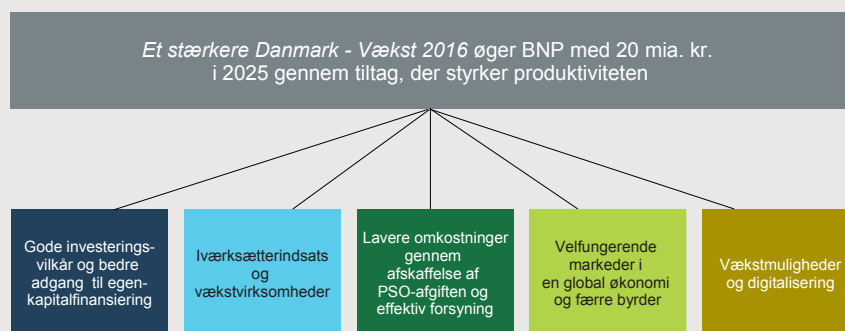 Et stærkere Danmark - Vækst 2016 øger BNP med 20 mia. kr.
i 2025 gennem tiltag, der styrker produktiviteten
Gode investerings-
vilkår og bedre
adgang til egen-
kapitalfinansiering
Iværksætterindsats
og
vækstvirksomheder
Lavere omkostninger
gennem
afskaffelse af
PSO-afgiften og
effektiv forsyning
Velfungerende
markeder i
en global økonomi
og færre byrder
Vækstmuligheder
og digitalisering